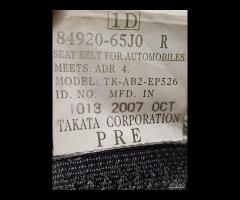 1D
84920-65J0 R
SEAT BELT FOR AUTOMOBILES.
MEETS: ADR 4.
MODEL: TK-AB2-EP526
ID. NO. MFD. IN
1013 2007 OCT
TAKATA CORPORATION
PRE